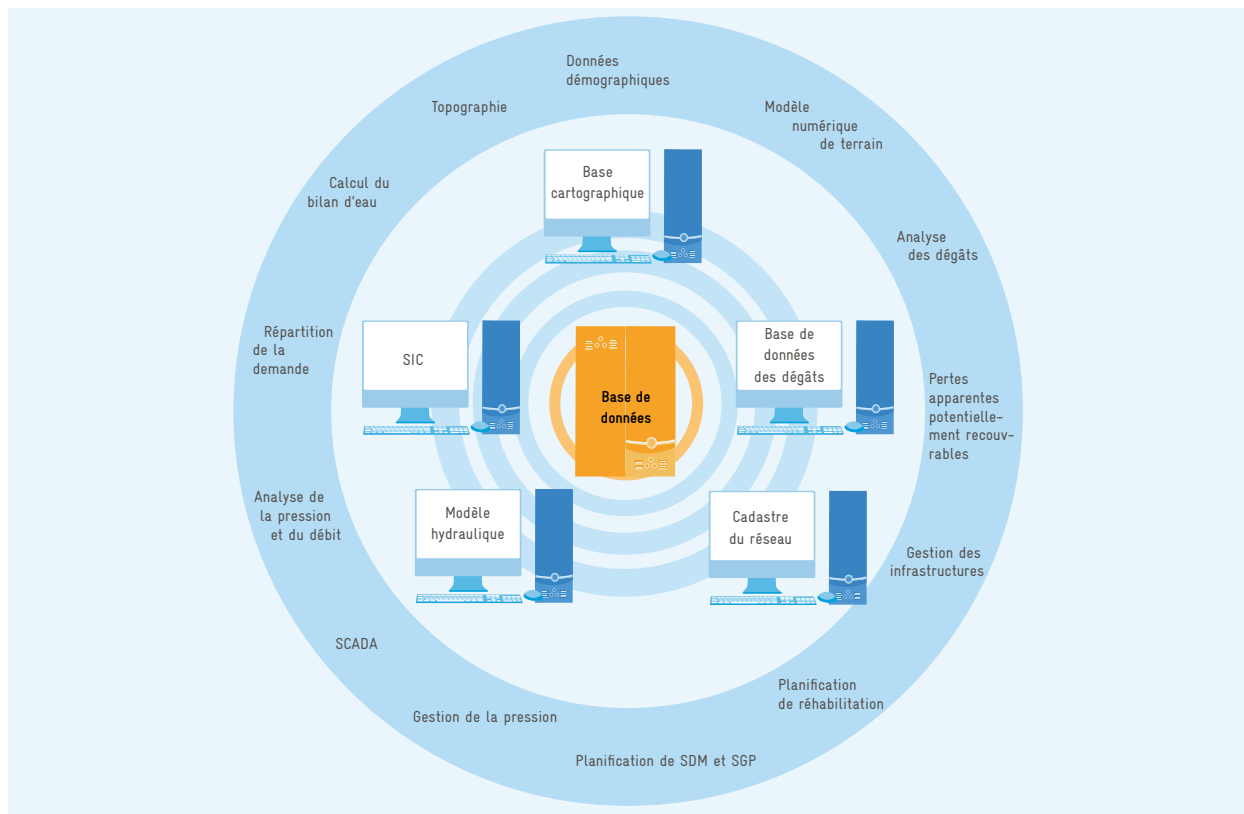 Données
démographiques
Topographie
Modèle
numérique
de terrain
Calcul du
bilan d'eau
Base
cartographique
Analyse
des dégâts
Répartition
de la
demande
SIC
Base de
données
Base de
données
des dégâts
Pertes
apparentes
potentielle-
ment recouv-
rables
Analyse de
la pression
et du débit
Modèle
hydraulique
Cadastre
du réseau
Gestion des
infrastructures
SCADA
Planification
de réhabilitation
Gestion de la pression
Planification de SDM et SGP